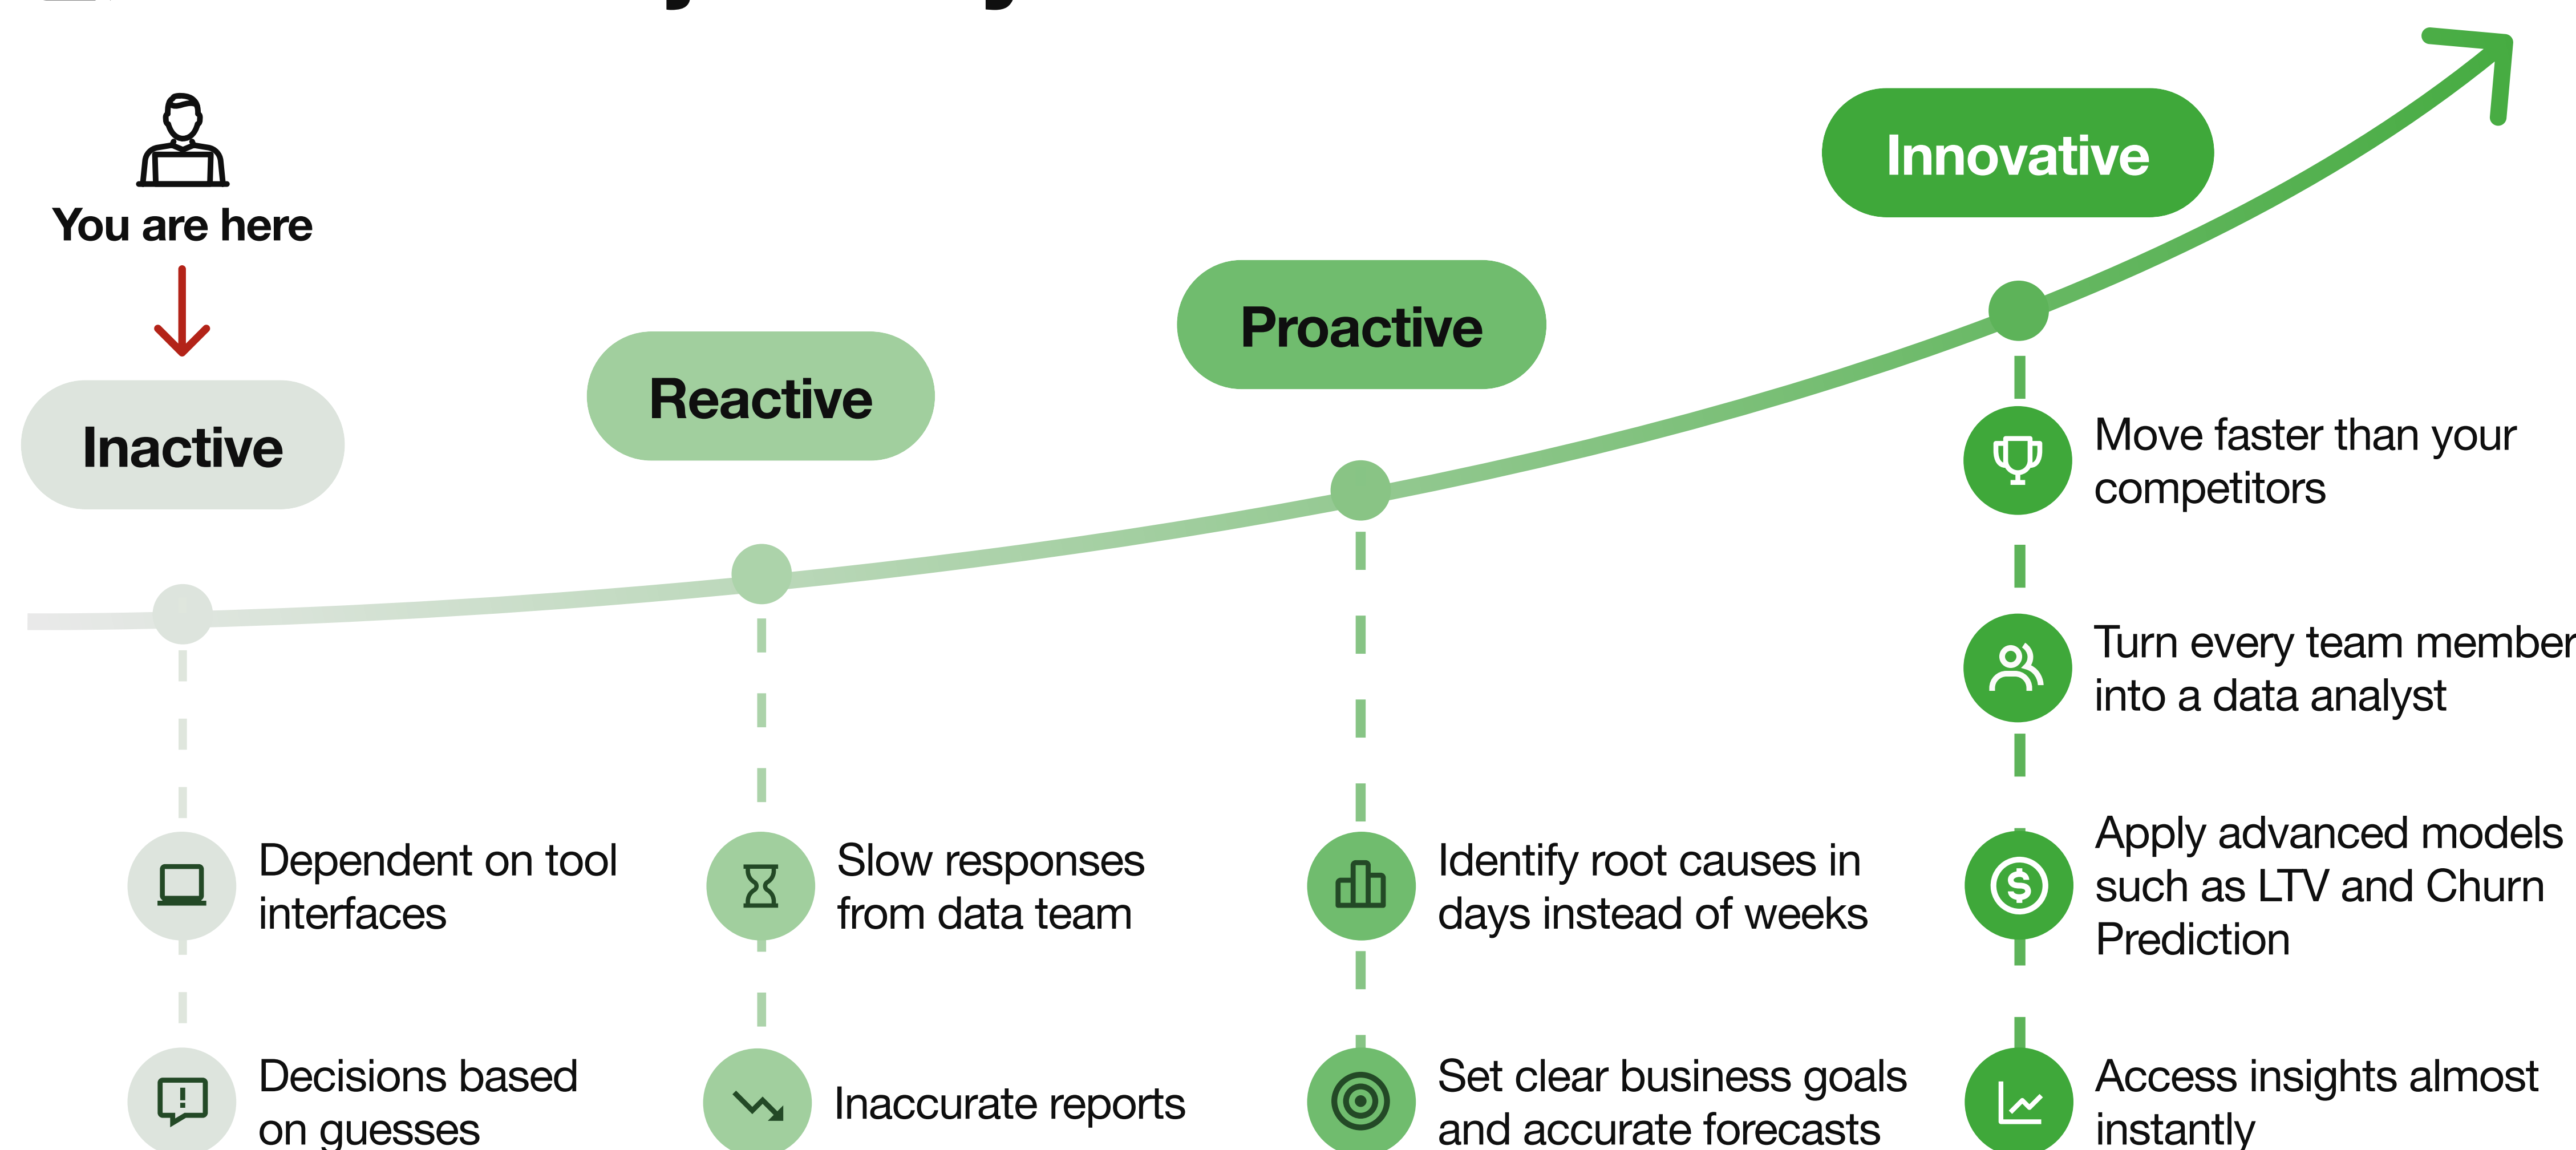 You are here
Inactive
Reactive
Proactive
Innovative
Dependent on tool
interfaces
Decisions based
on guesses
Slow responses
from data team
Inaccurate reports
Identify root causes in
days instead of weeks
Set clear business goals
and accurate forecasts
Move faster than your
competitors
Turn every team member
into a data analyst
Apply advanced models
such as LTV and Churn
Prediction
Access insights almost
instantly